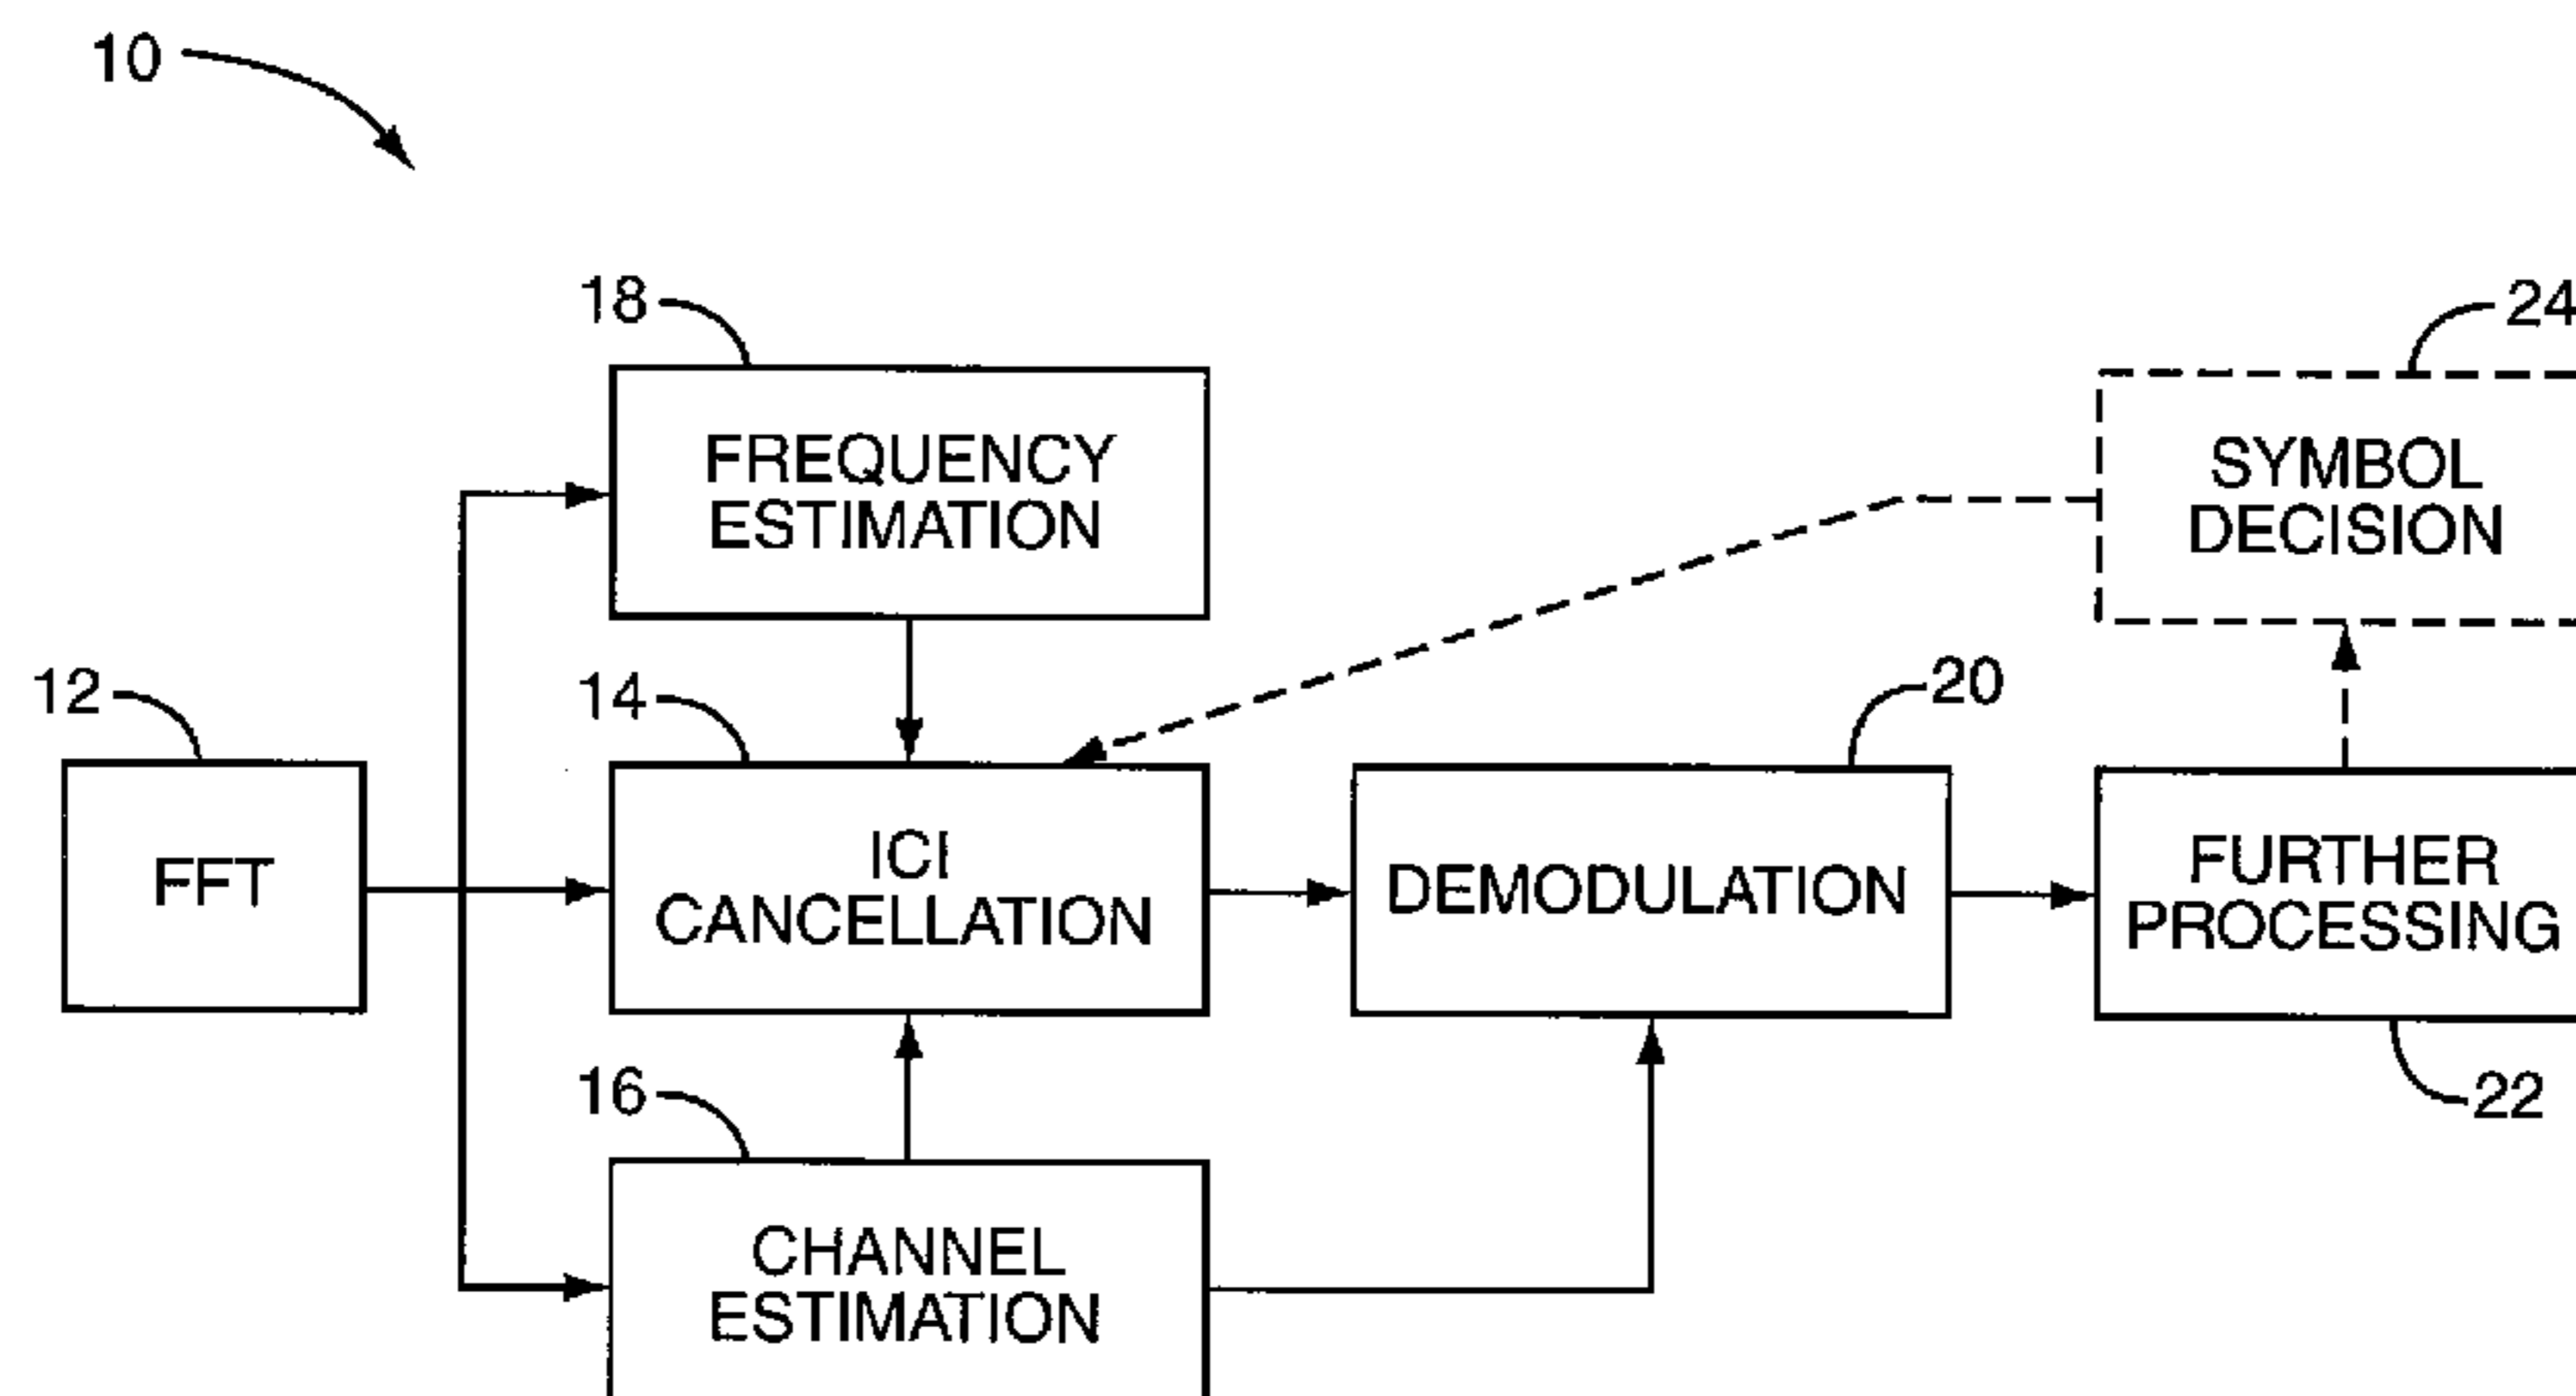 10
18
24
FREQUENCY
ESTIMATION
SYMBOL
DECISION
12
14
20
FFT
ICI
CANCELLATION
DEMODULATION
FURTHER
PROCESSING
16
22
CHANNEL
ESTIMATION